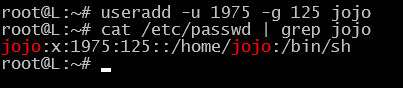 root@L:~# useradd -u 1975 -g 125 jojo
root@L:~# cat /etc/passwd | grep jojo
jojo:x:1975:125::/home/jojo:/bin/sh
root@L:~#